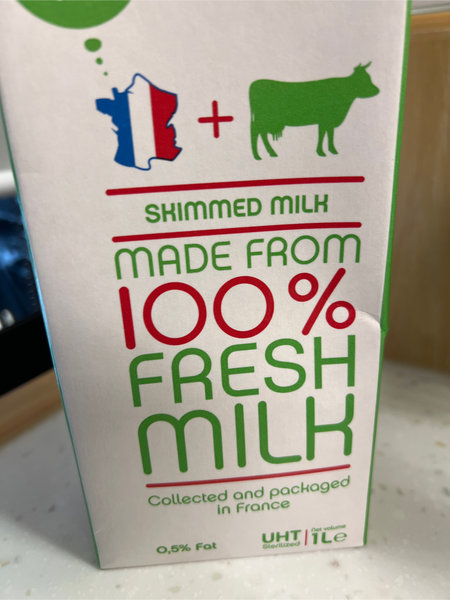 +
SKIMMED MILK
MADE FROM
100%
FRESH
MILK
Collected and packaged
in France
0,5% Fat
UHT
Sterilized
Net volume
1L℮